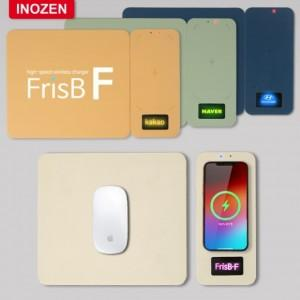 INOZEN
high-speed wireless charger
FrisB F
kakao
NAVER
FrisB-F